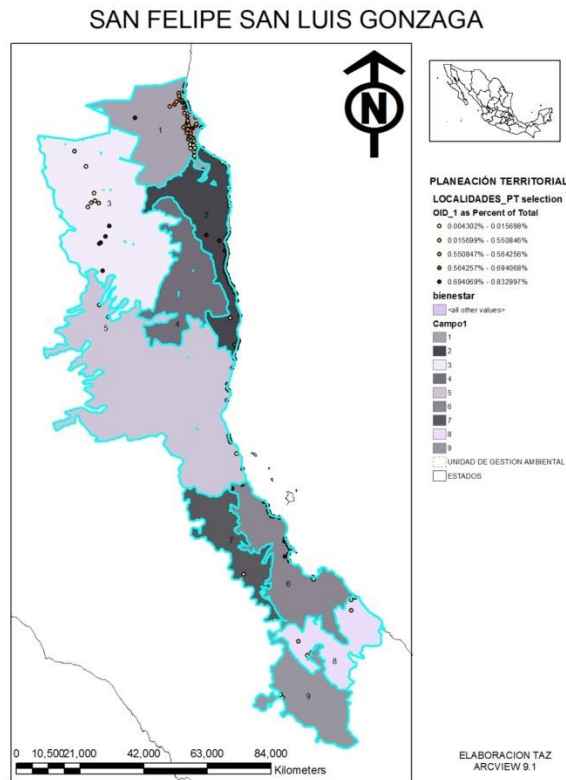 SAN FELIPE SAN LUIS GONZAGA
N
1
2
3
4
5
6
7
8
9
0 10,500 21,000 42,000 63,000 84,000
Kilometers
PLANEACIÓN TERRITORIAL
LOCALIDADES_PT selection
OID_1 as Percent of Total
0.004302% - 0.015698%
0.015699% - 0.550846%
0.550847% - 0.564256%
0.564257% - 0.694068%
0.694069% - 0.832997%
bienestar
<all other values>
Campo1
1
2
3
4
5
6
7
8
9
UNIDAD DE GESTION AMBIENTAL
ESTADOS
ELABORACION TAZ
ARCVIEW 9.1